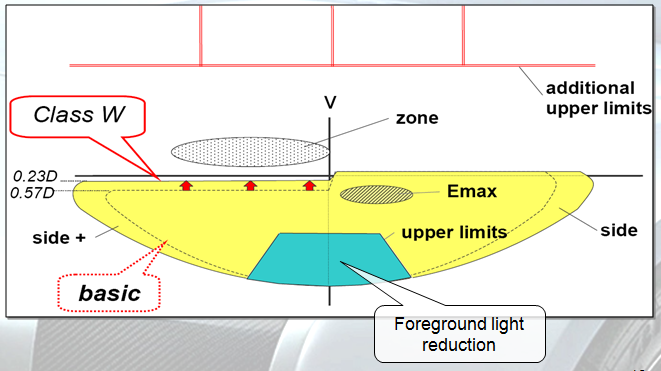 additional
upper limits
Class W
V
zone
0.23D
0.57D
Emax
side +
upper limits
side
basic
Foreground light
reduction